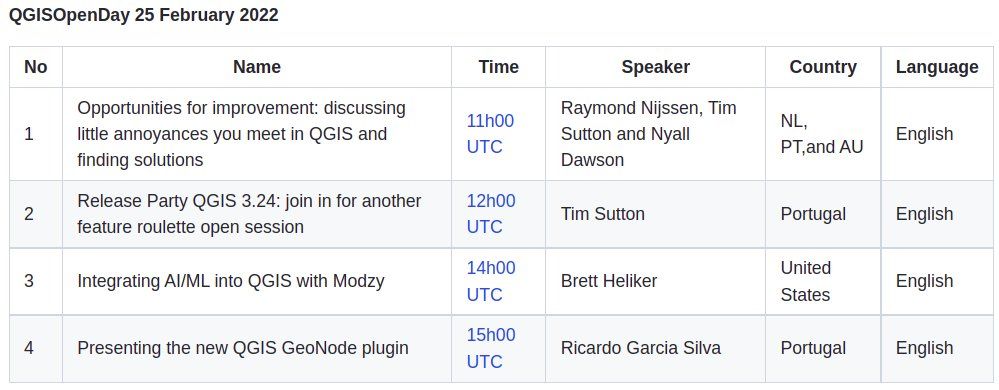 QGISOpenDay 25 February 2022
No Name Time Speaker Country Language
1
Opportunities for improvement: discussing
little annoyances you meet in QGIS and
finding solutions
11h00
UTC
Raymond Nijssen, Tim
Sutton and Nyall
Dawson
NL,
PT,and AU
English
2
Release Party QGIS 3.24: join in for another
feature roulette open session
12h00
UTC
Tim Sutton
Portugal
English
3
Integrating AI/ML into QGIS with Modzy
14h00
UTC
Brett Heliker
United
States
English
4
Presenting the new QGIS GeoNode plugin
15h00
UTC
Ricardo Garcia Silva
Portugal
English